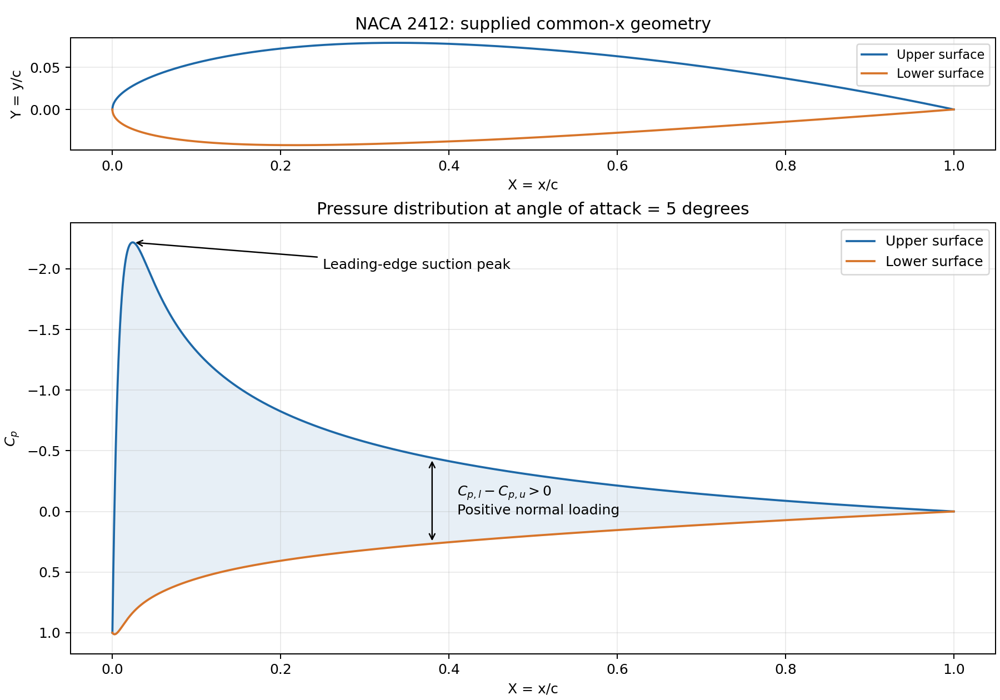 NACA 2412: supplied common-x geometry
Y = y/c
0.05
0.00
Upper surface
Lower surface
0.0 0.2 0.4 0.6 0.8 1.0
X = x/c
Pressure distribution at angle of attack = 5 degrees
Upper surface
Lower surface
Leading-edge suction peak
Cₚ
−2.0
−1.5
−1.0
−0.5
0.0
0.5
1.0
Cₚ,ₗ − Cₚ,ᵤ > 0
Positive normal loading
0.0 0.2 0.4 0.6 0.8 1.0
X = x/c